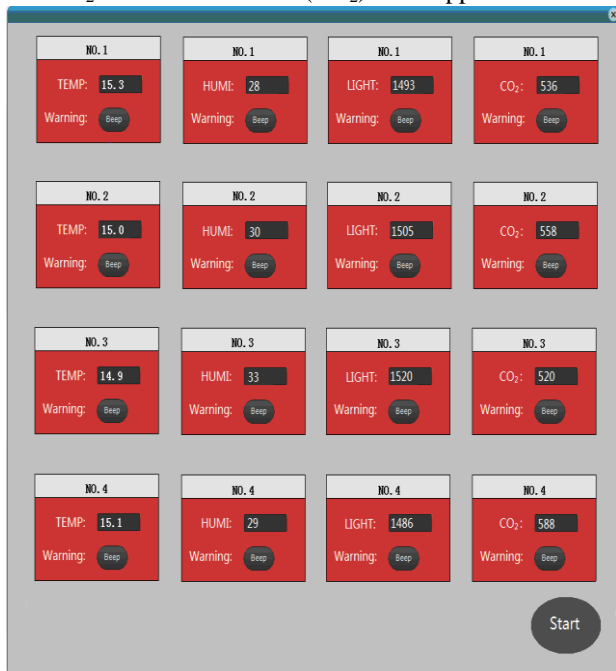 NO.1 NO.1 NO.1 NO.1
TEMP: 15.3 HUMI: 28 LIGHT: 1493 CO₂: 536
Warning: Beep Warning: Beep Warning: Beep Warning: Beep
NO.2 NO.2 NO.2 NO.2
TEMP: 15.0 HUMI: 30 LIGHT: 1505 CO₂: 558
Warning: Beep Warning: Beep Warning: Beep Warning: Beep
NO.3 NO.3 NO.3 NO.3
TEMP: 14.9 HUMI: 33 LIGHT: 1520 CO₂: 520
Warning: Beep Warning: Beep Warning: Beep Warning: Beep
NO.4 NO.4 NO.4 NO.4
TEMP: 15.1 HUMI: 29 LIGHT: 1486 CO₂: 588
Warning: Beep Warning: Beep Warning: Beep Warning: Beep
Start